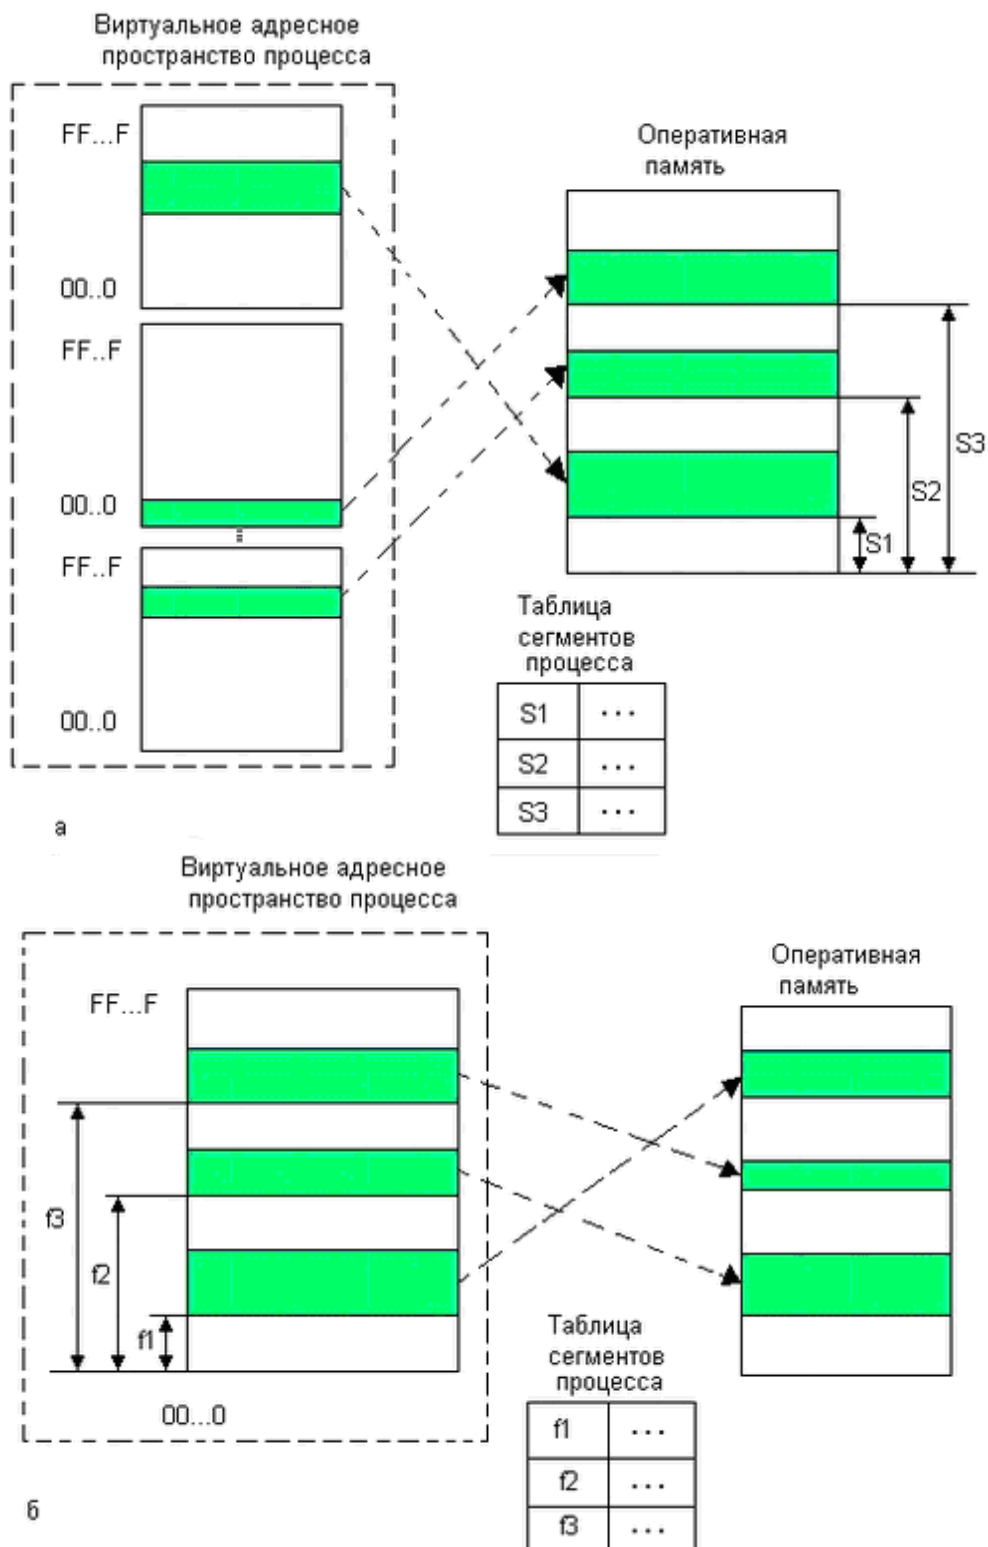 Виртуальное адресное
пространство процесса
FF...F
00..0
FF..F
00..0
FF..F
00..0
Оперативная
память
S3
S2
S1
Таблица
сегментов
процесса
S1 ...
S2 ...
S3 ...
а
Виртуальное адресное
пространство процесса
FF...F
f3
f2
f1
00...0
Оперативная
память
Таблица
сегментов
процесса
f1 ...
f2 ...
f3 ...
б